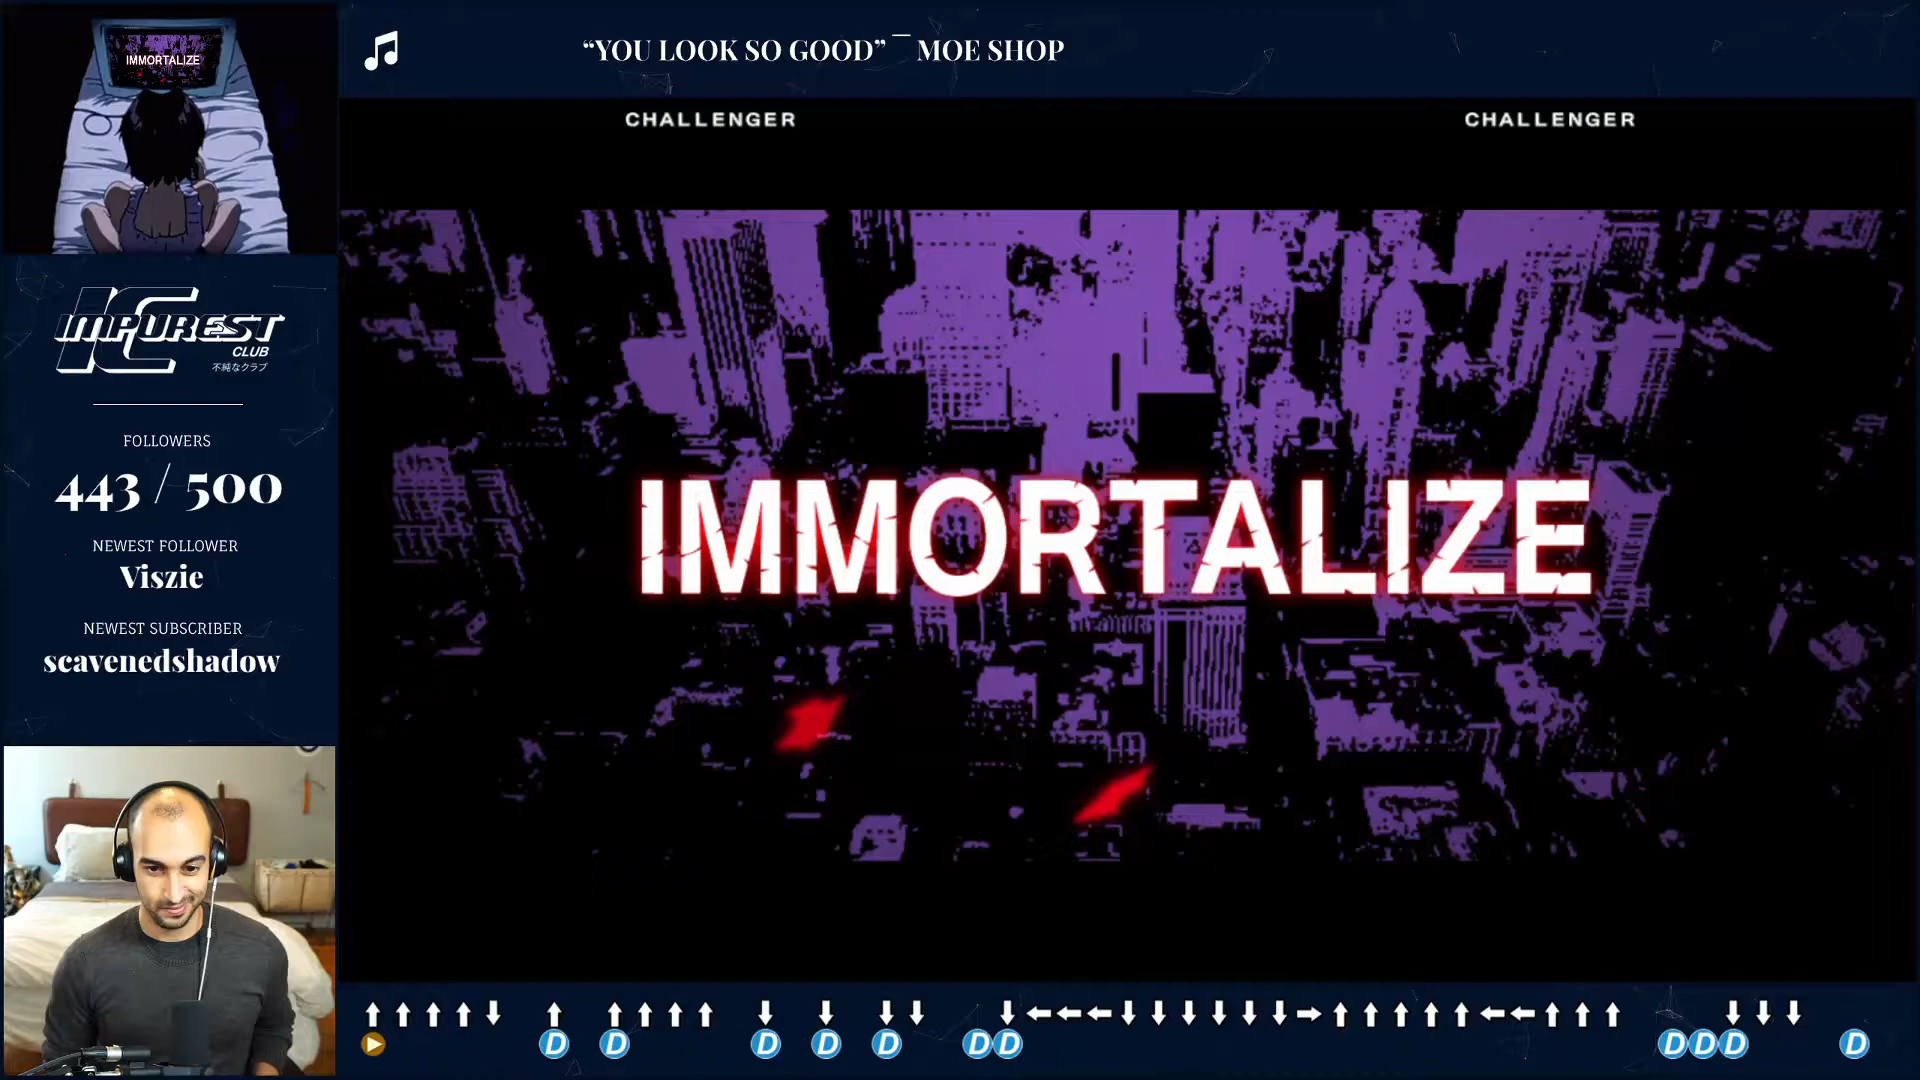 IMMORTALIZE
“YOU LOOK SO GOOD” — MOE SHOP
CHALLENGER
CHALLENGER
IMMORTALIZE
IC
IMPUREST
CLUB
不純なクラブ
FOLLOWERS
443 / 500
NEWEST FOLLOWER
Viszie
NEWEST SUBSCRIBER
scavenedshadow
D D D D D D D D D D D